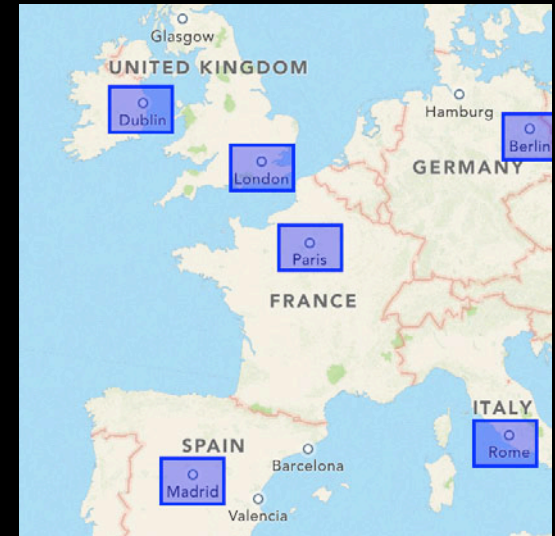 Glasgow
UNITED KINGDOM
Dublin
Hamburg
Berlin
London
GERMANY
Paris
FRANCE
ITALY
SPAIN
Rome
Barcelona
Madrid
Valencia